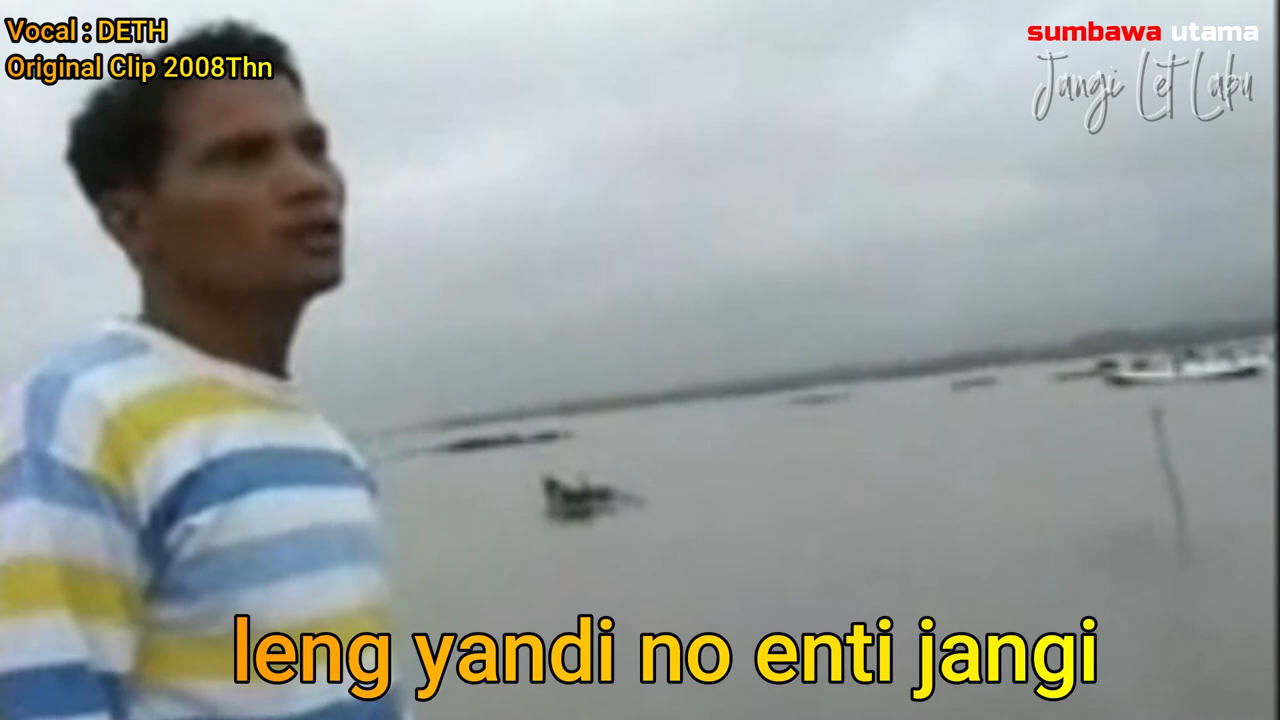 Vocal : DETH
Original Clip 2008Thn
sumbawa utama
Jangi Let Labu
leng yandi no enti jangi